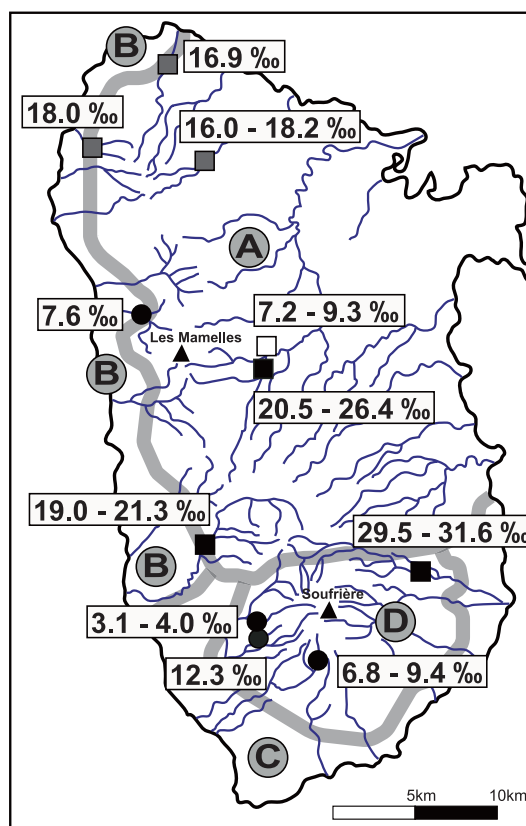 B
16.9 ‰
18.0 ‰
16.0 - 18.2 ‰
A
7.6 ‰
7.2 - 9.3 ‰
Les Mamelles
B
20.5 - 26.4 ‰
19.0 - 21.3 ‰
29.5 - 31.6 ‰
B
Soufrière
3.1 - 4.0 ‰
D
12.3 ‰
6.8 - 9.4 ‰
C
5km
10km